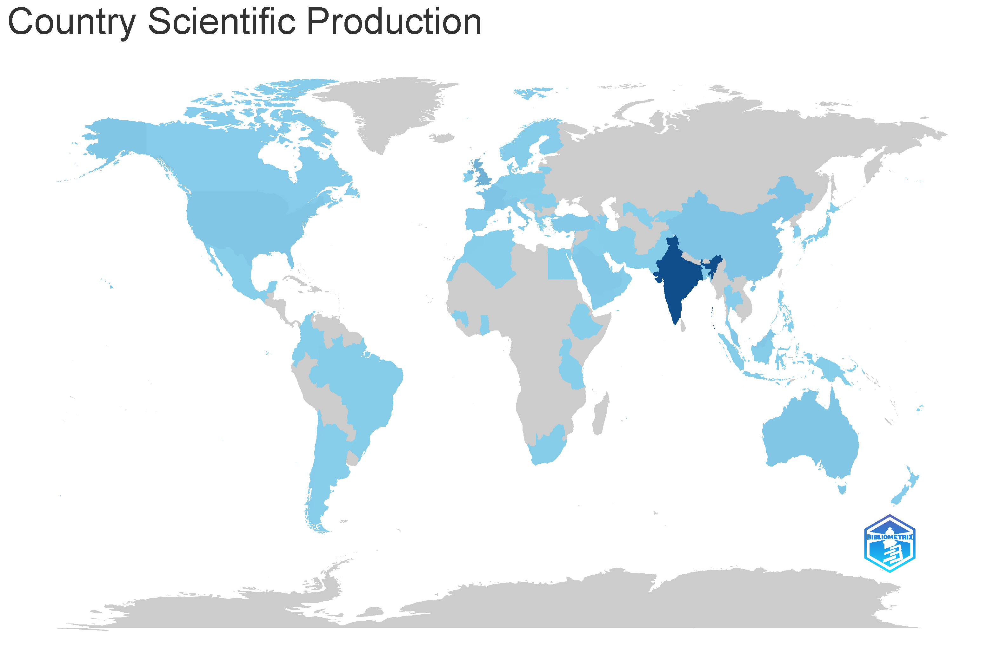 Country Scientific Production
BIBLIOMETRIX